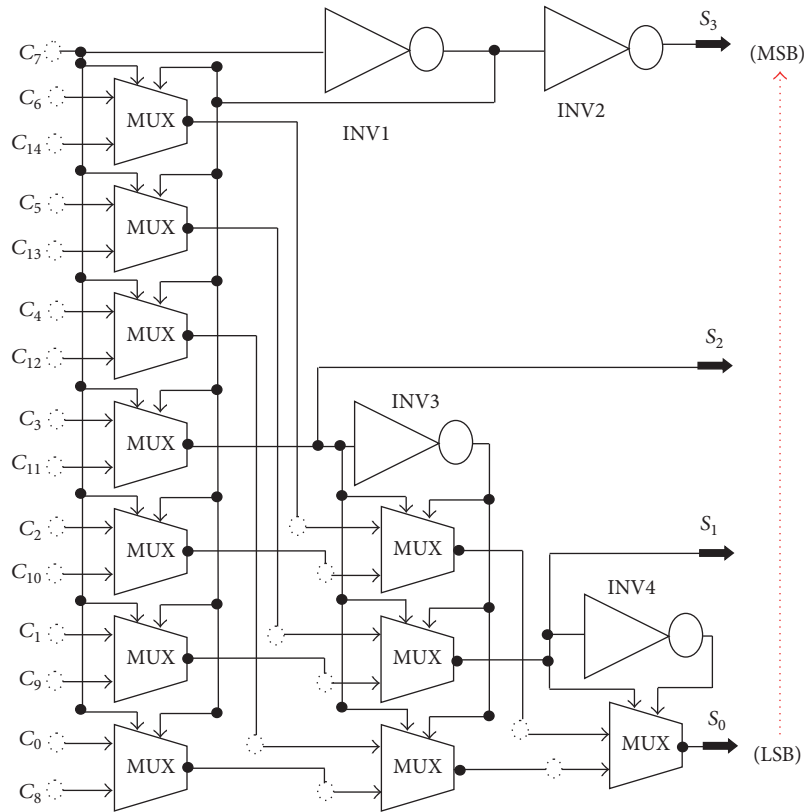 C₇
INV1
INV2
S₃
(MSB)
C₆
MUX
C₁₄
C₅
MUX
C₁₃
C₄
MUX
C₁₂
S₂
C₃
MUX
C₁₁
INV3
C₂
MUX
C₁₀
MUX
S₁
INV4
C₁
MUX
C₉
MUX
C₀
MUX
C₈
MUX
MUX
S₀
(LSB)